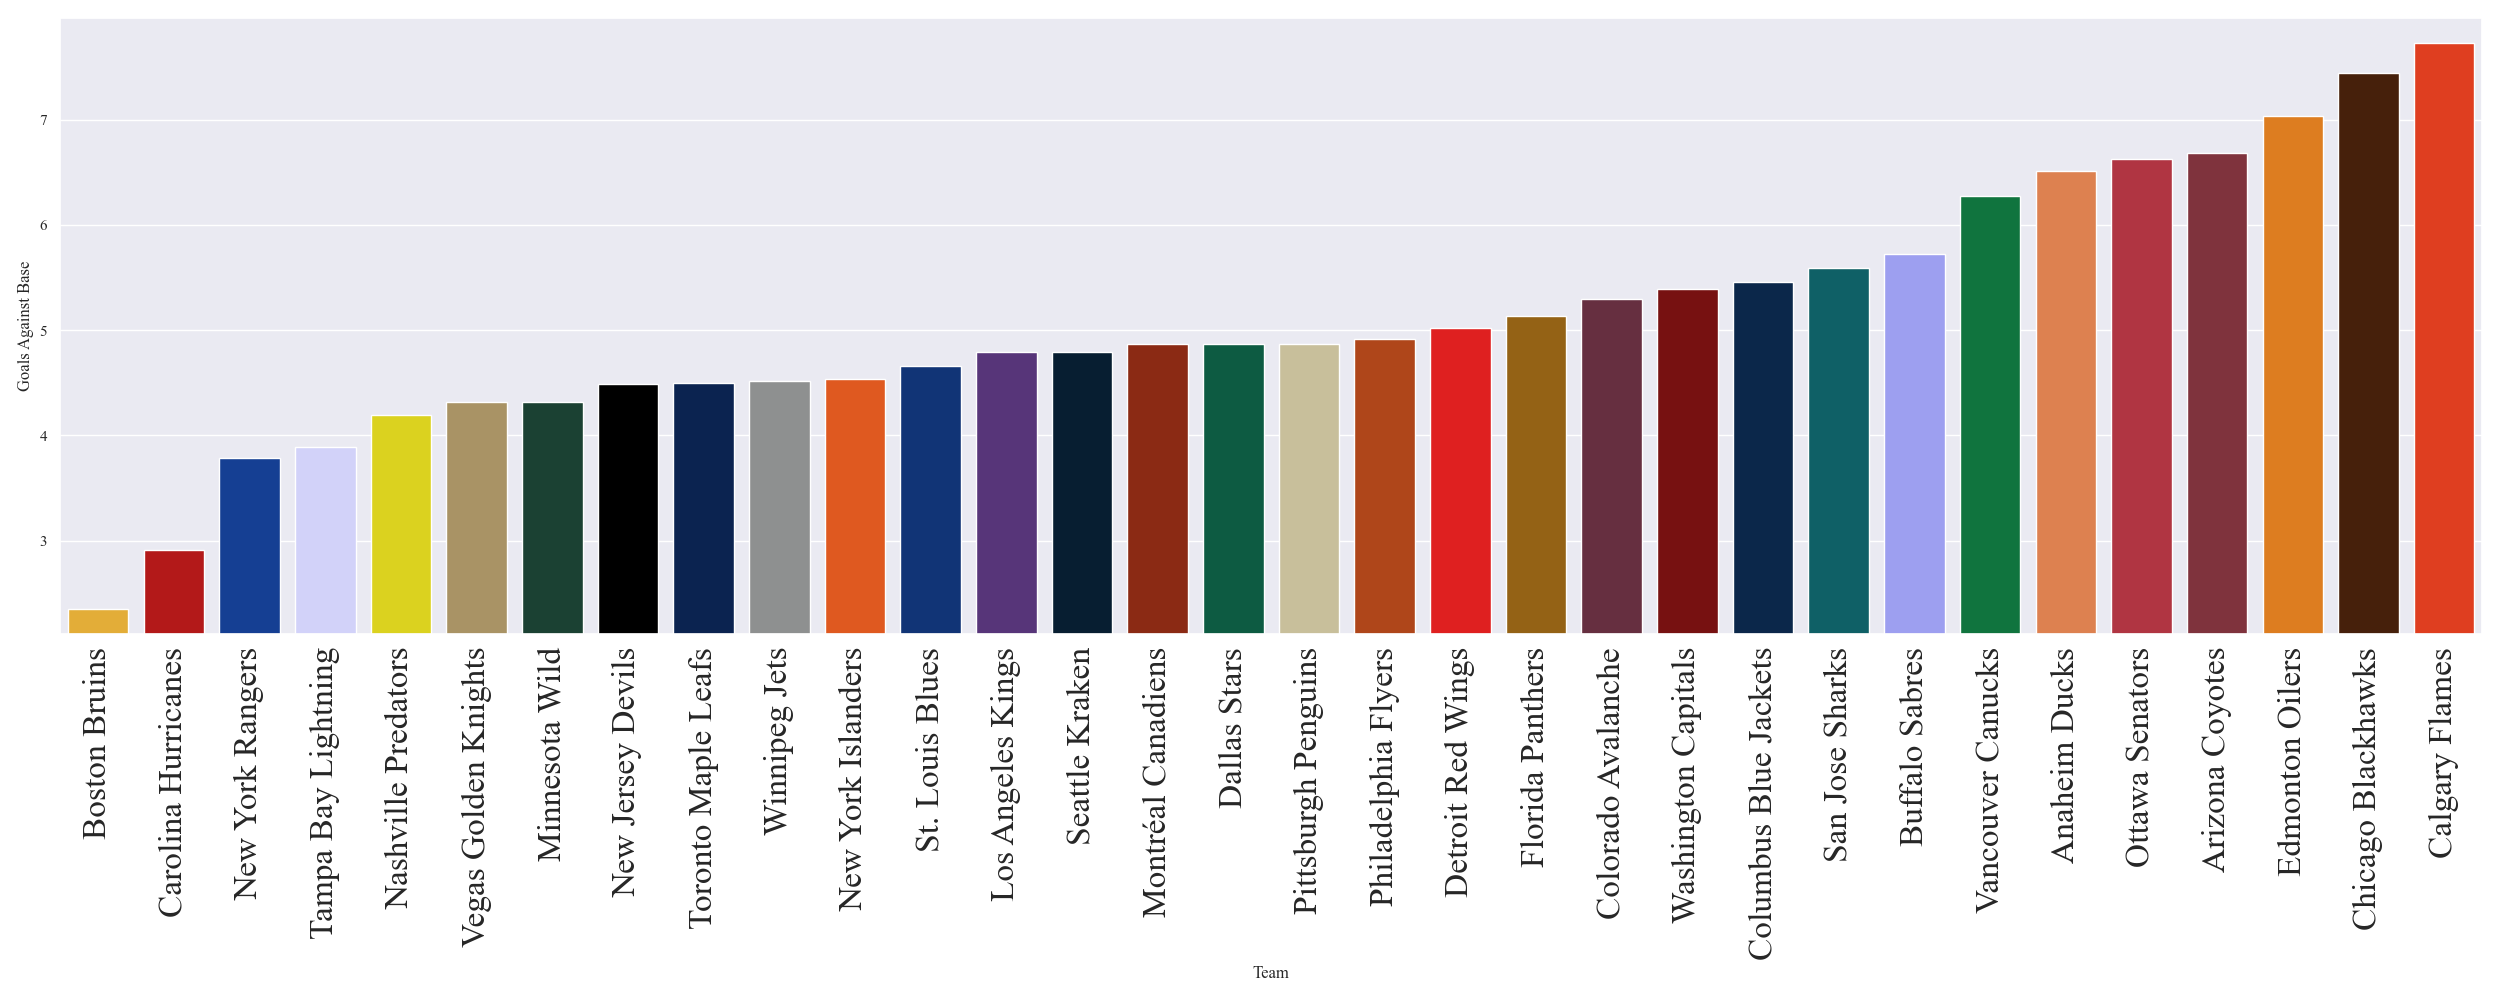 Goals Against Base
7
6
5
4
3
Boston Bruins
Carolina Hurricanes
New York Rangers
Tampa Bay Lightning
Nashville Predators
Vegas Golden Knights
Minnesota Wild
New Jersey Devils
Toronto Maple Leafs
Winnipeg Jets
New York Islanders
St. Louis Blues
Los Angeles Kings
Seattle Kraken
Montréal Canadiens
Dallas Stars
Pittsburgh Penguins
Philadelphia Flyers
Detroit Red Wings
Florida Panthers
Colorado Avalanche
Washington Capitals
Columbus Blue Jackets
San Jose Sharks
Buffalo Sabres
Vancouver Canucks
Anaheim Ducks
Ottawa Senators
Arizona Coyotes
Edmonton Oilers
Chicago Blackhawks
Calgary Flames
Team